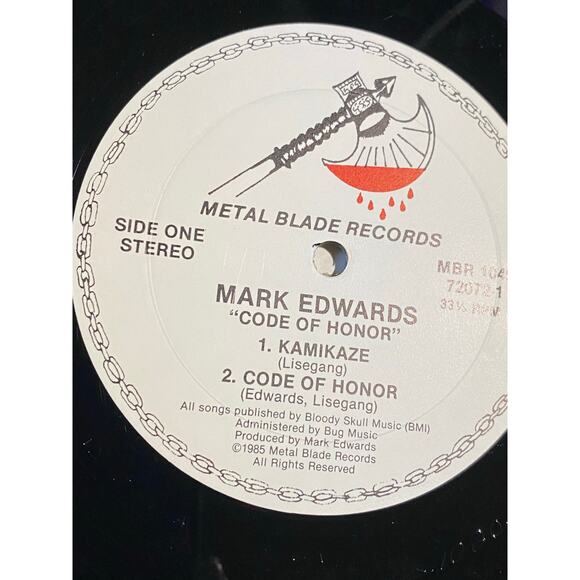 METAL BLADE RECORDS
SIDE ONE
STEREO
MBR
72072-1
33⅓
MARK EDWARDS
"CODE OF HONOR"
1. KAMIKAZE
(Lisegang)
2. CODE OF HONOR
(Edwards, Lisegang)
All songs published by Bloody Skull Music (BMI)
Administered by Bug Music
Produced by Mark Edwards
©1985 Metal Blade Records
All Rights Reserved